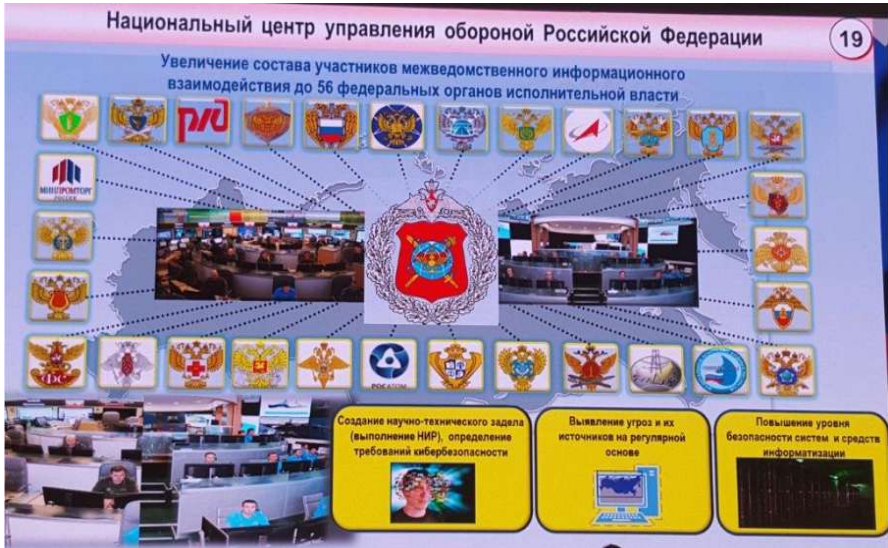 Национальный центр управления обороной Российской Федерации
19
Увеличение состава участников межведомственного информационного
взаимодействия до 56 федеральных органов исполнительной власти
ржд
МИНПРОМТОРГ
РОССИИ
ФС
РОСАТОМ
Создание научно-технического задела
(выполнение НИР), определение
требований кибербезопасности
Выявление угроз и их
источников на регулярной
основе
Повышение уровня
безопасности систем и средств
информатизации